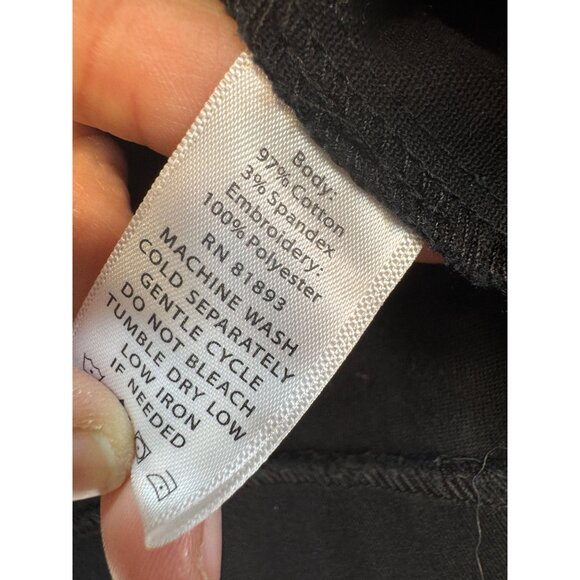 Body:
97% Cotton
3% Spandex
Embroidery:
100% Polyester
RN 81893
MACHINE WASH
COLD SEPARATELY
GENTLE CYCLE
DO NOT BLEACH
TUMBLE DRY LOW
LOW IRON
IF NEEDED